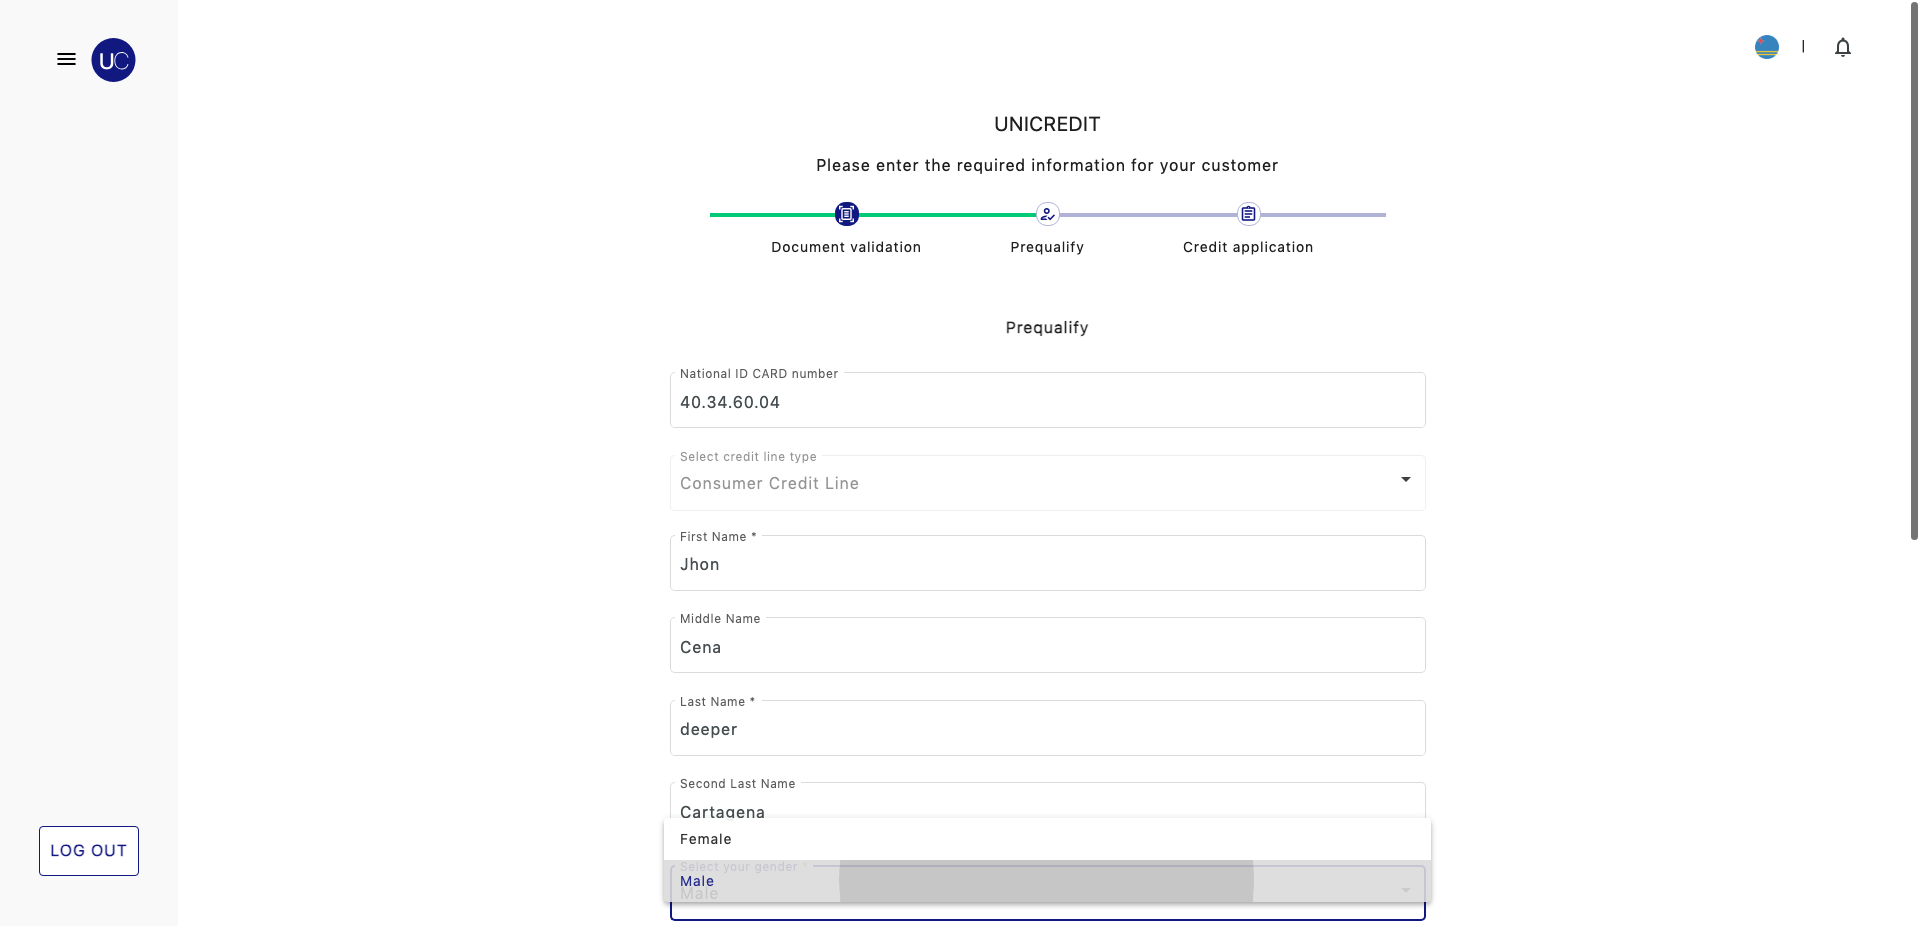 UC
UNICREDIT
Please enter the required information for your customer
Document validation
Prequalify
Credit application
Prequalify
National ID CARD number
40.34.60.04
Select credit line type
Consumer Credit Line
First Name *
Jhon
Middle Name
Cena
Last Name *
deeper
Second Last Name
Cartagena
Female
Select your gender *
Male
Male
LOG OUT